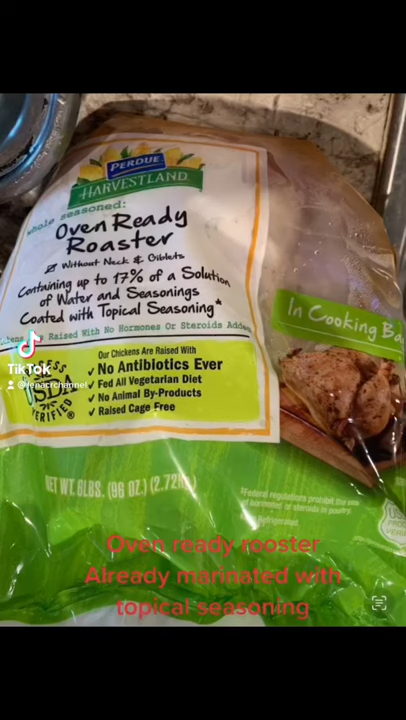 PERDUE
HARVESTLAND
whole seasoned:
Oven Ready
Roaster
Without Neck & Giblets
Containing up to 17% of a Solution
of Water and Seasonings
Coated with Topical Seasoning*
Raised With No Hormones Or Steroids Added
Our Chickens Are Raised With
✓ No Antibiotics Ever
✓ Fed All Vegetarian Diet
✓ No Animal By-Products
✓ Raised Cage Free
USDA
VERIFIED
®
In Cooking Ba
NET WT. 6LBS. (96 OZ.) (2.72
‡Federal regulations prohibit the use
of hormones or steroids in poultry
TikTok
Oven ready rooster
Already marinated with
topical seasoning